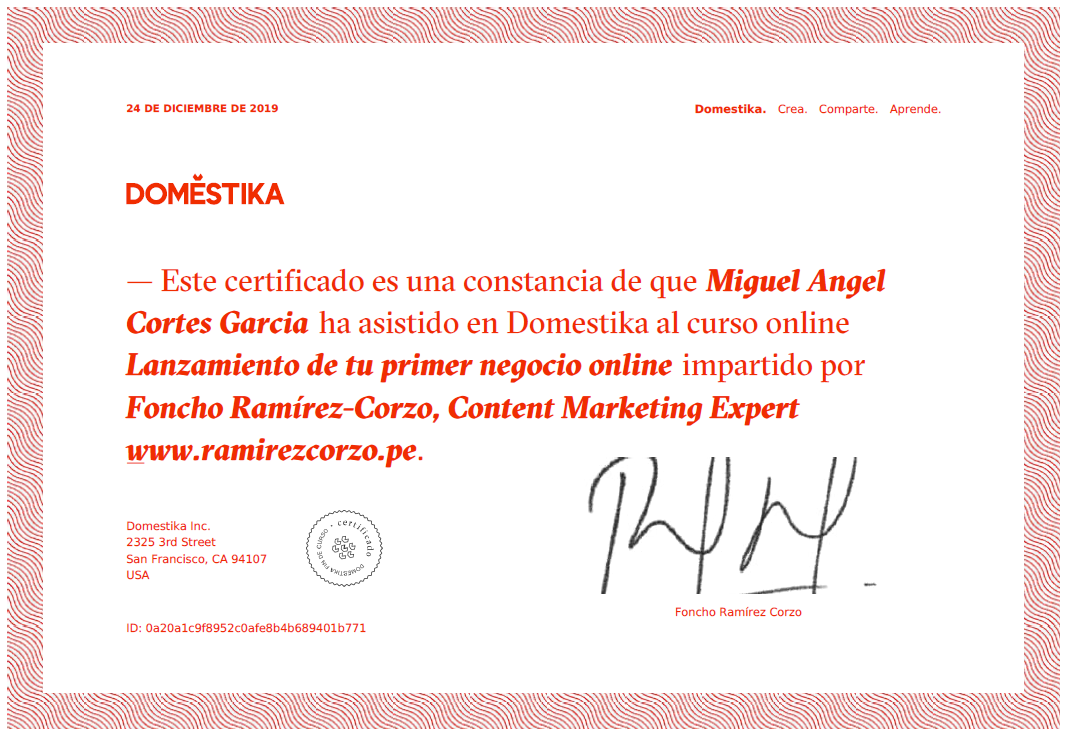 24 DE DICIEMBRE DE 2019
Domestika. Crea. Comparte. Aprende.
DOMĔSTIKA
— Este certificado es una constancia de que Miguel Angel
Cortes Garcia ha asistido en Domestika al curso online
Lanzamiento de tu primer negocio online impartido por
Foncho Ramírez-Corzo, Content Marketing Expert
www.ramirezcorzo.pe.
Domestika Inc.
2325 3rd Street
San Francisco, CA 94107
USA
certificado
DOMESTIKA FIN DE CURSO
Foncho Ramírez Corzo
ID: 0a20a1c9f8952c0afe8b4b689401b771